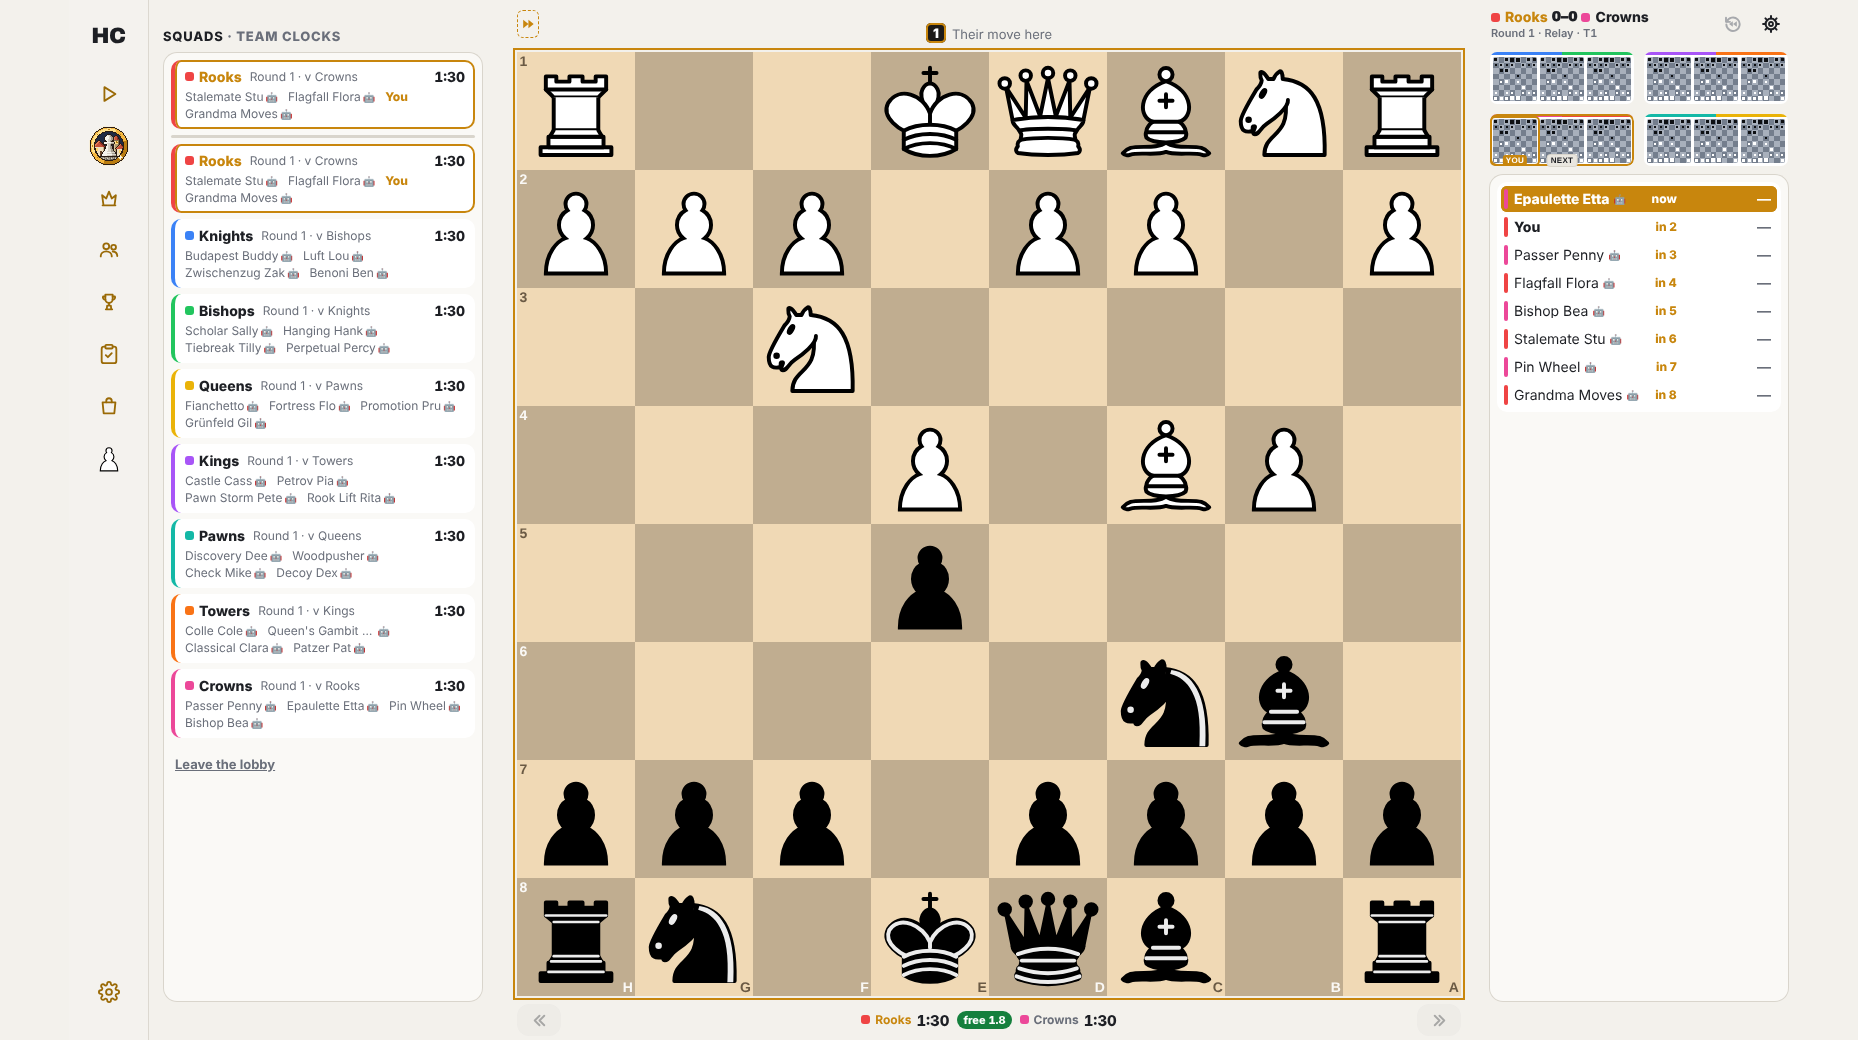 HC
SQUADS · TEAM CLOCKS
Rooks Round 1 · v Crowns 1:30
Stalemate Stu Flagfall Flora You
Grandma Moves
Rooks Round 1 · v Crowns 1:30
Stalemate Stu Flagfall Flora You
Grandma Moves
Knights Round 1 · v Bishops 1:30
Budapest Buddy Luft Lou
Zwischenzug Zak Benoni Ben
Bishops Round 1 · v Knights 1:30
Scholar Sally Hanging Hank
Tiebreak Tilly Perpetual Percy
Queens Round 1 · v Pawns 1:30
Fianchetto Fortress Flo Promotion Pru
Grünfeld Gil
Kings Round 1 · v Towers 1:30
Castle Cass Petrov Pia
Pawn Storm Pete Rook Lift Rita
Pawns Round 1 · v Queens 1:30
Discovery Dee Woodpusher
Check Mike Decoy Dex
Towers Round 1 · v Kings 1:30
Colle Cole Queen's Gambit ...
Classical Clara Patzer Pat
Crowns Round 1 · v Rooks 1:30
Passer Penny Epaulette Etta Pin Wheel
Bishop Bea
Leave the lobby
1 Their move here
1
2
3
4
5
6
7
8
H G F E D C B A
Rooks 1:30 free 1.8 Crowns 1:30
Rooks 0–0 Crowns
Round 1 · Relay · T1
YOU NEXT
Epaulette Etta now —
You in 2 —
Passer Penny in 3 —
Flagfall Flora in 4 —
Bishop Bea in 5 —
Stalemate Stu in 6 —
Pin Wheel in 7 —
Grandma Moves in 8 —